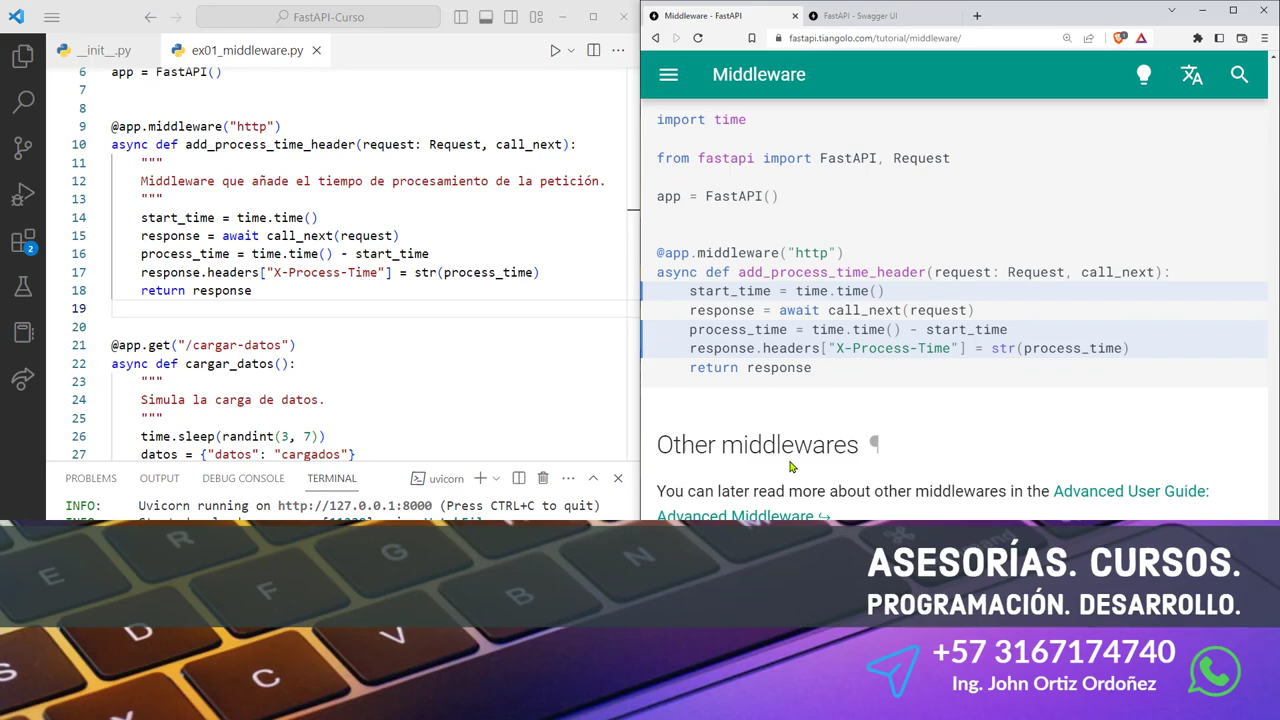 FastAPI-Curso
__init__.py
ex01_middleware.py
6 app = FastAPI()
7
8
9 @app.middleware("http")
10 async def add_process_time_header(request: Request, call_next):
11 """
12 Middleware que añade el tiempo de procesamiento de la petición.
13 """
14 start_time = time.time()
15 response = await call_next(request)
16 process_time = time.time() - start_time
17 response.headers["X-Process-Time"] = str(process_time)
18 return response
19
20
21 @app.get("/cargar-datos")
22 async def cargar_datos():
23 """
24 Simula la carga de datos.
25 """
26 time.sleep(randint(3, 7))
27 datos = {"datos": "cargados"}
2
PROBLEMS OUTPUT DEBUG CONSOLE TERMINAL uvicorn
INFO: Uvicorn running on http://127.0.0.1:8000 (Press CTRL+C to quit)
Middleware - FastAPI
FastAPI - Swagger UI
fastapi.tiangolo.com/tutorial/middleware/
Middleware
import time
from fastapi import FastAPI, Request
app = FastAPI()
@app.middleware("http")
async def add_process_time_header(request: Request, call_next):
start_time = time.time()
response = await call_next(request)
process_time = time.time() - start_time
response.headers["X-Process-Time"] = str(process_time)
return response
Other middlewares ¶
You can later read more about other middlewares in the Advanced User Guide:
Advanced Middleware
ASESORÍAS. CURSOS.
PROGRAMACIÓN. DESARROLLO.
+57 3167174740
Ing. John Ortiz Ordoñez